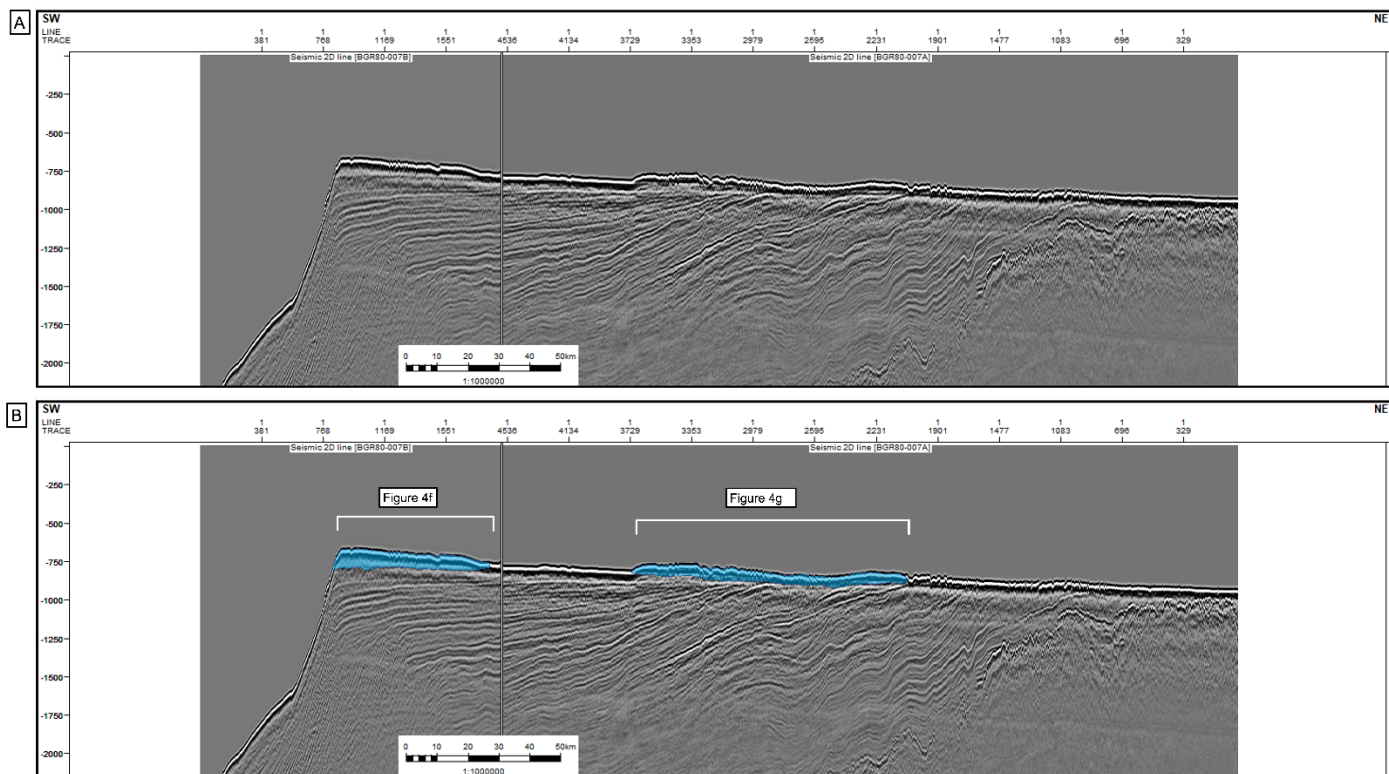 A
SW NE
LINE 1 1 1 1 1 1 1 1 1 1 1 1 1 1 1 1
TRACE 381 768 1169 1551 4536 4134 3729 3353 2979 2595 2231 1901 1477 1083 696 329
Seismic 2D line [BGR80-007B] Seismic 2D line [BGR80-007A]
-250
-500
-750
-1000
-1250
-1500
-1750
-2000
0 10 20 30 40 50km
1:1000000
B
SW NE
LINE 1 1 1 1 1 1 1 1 1 1 1 1 1 1 1 1
TRACE 381 768 1169 1551 4536 4134 3729 3353 2979 2595 2231 1901 1477 1083 696 329
Seismic 2D line [BGR80-007B] Seismic 2D line [BGR80-007A]
-250
Figure 4f Figure 4g
-500
-750
-1000
-1250
-1500
-1750
-2000
0 10 20 30 40 50km
1:1000000